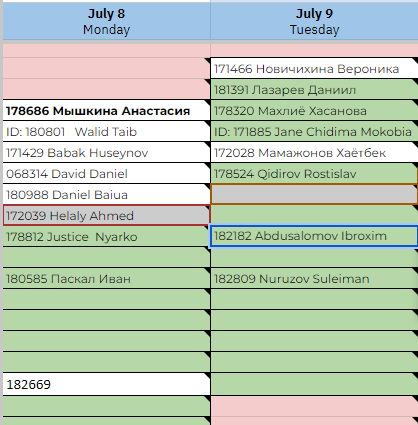 July 8
Monday
July 9
Tuesday
171466 Новичихина Вероника
181391 Лазарев Даниил
178686 Мышкина Анастасия
178320 Махлиё Хасанова
ID: 180801 Walid Taib
ID: 171885 Jane Chidima Mokobia
171429 Babak Huseynov
172028 Мамажонов Хаётбек
068314 David Daniel
178524 Qidirov Rostislav
180988 Daniel Baiua
172039 Helaly Ahmed
178812 Justice Nyarko
182182 Abdusalomov Ibroxim
180585 Паскал Иван
182809 Nuruzov Suleiman
182669